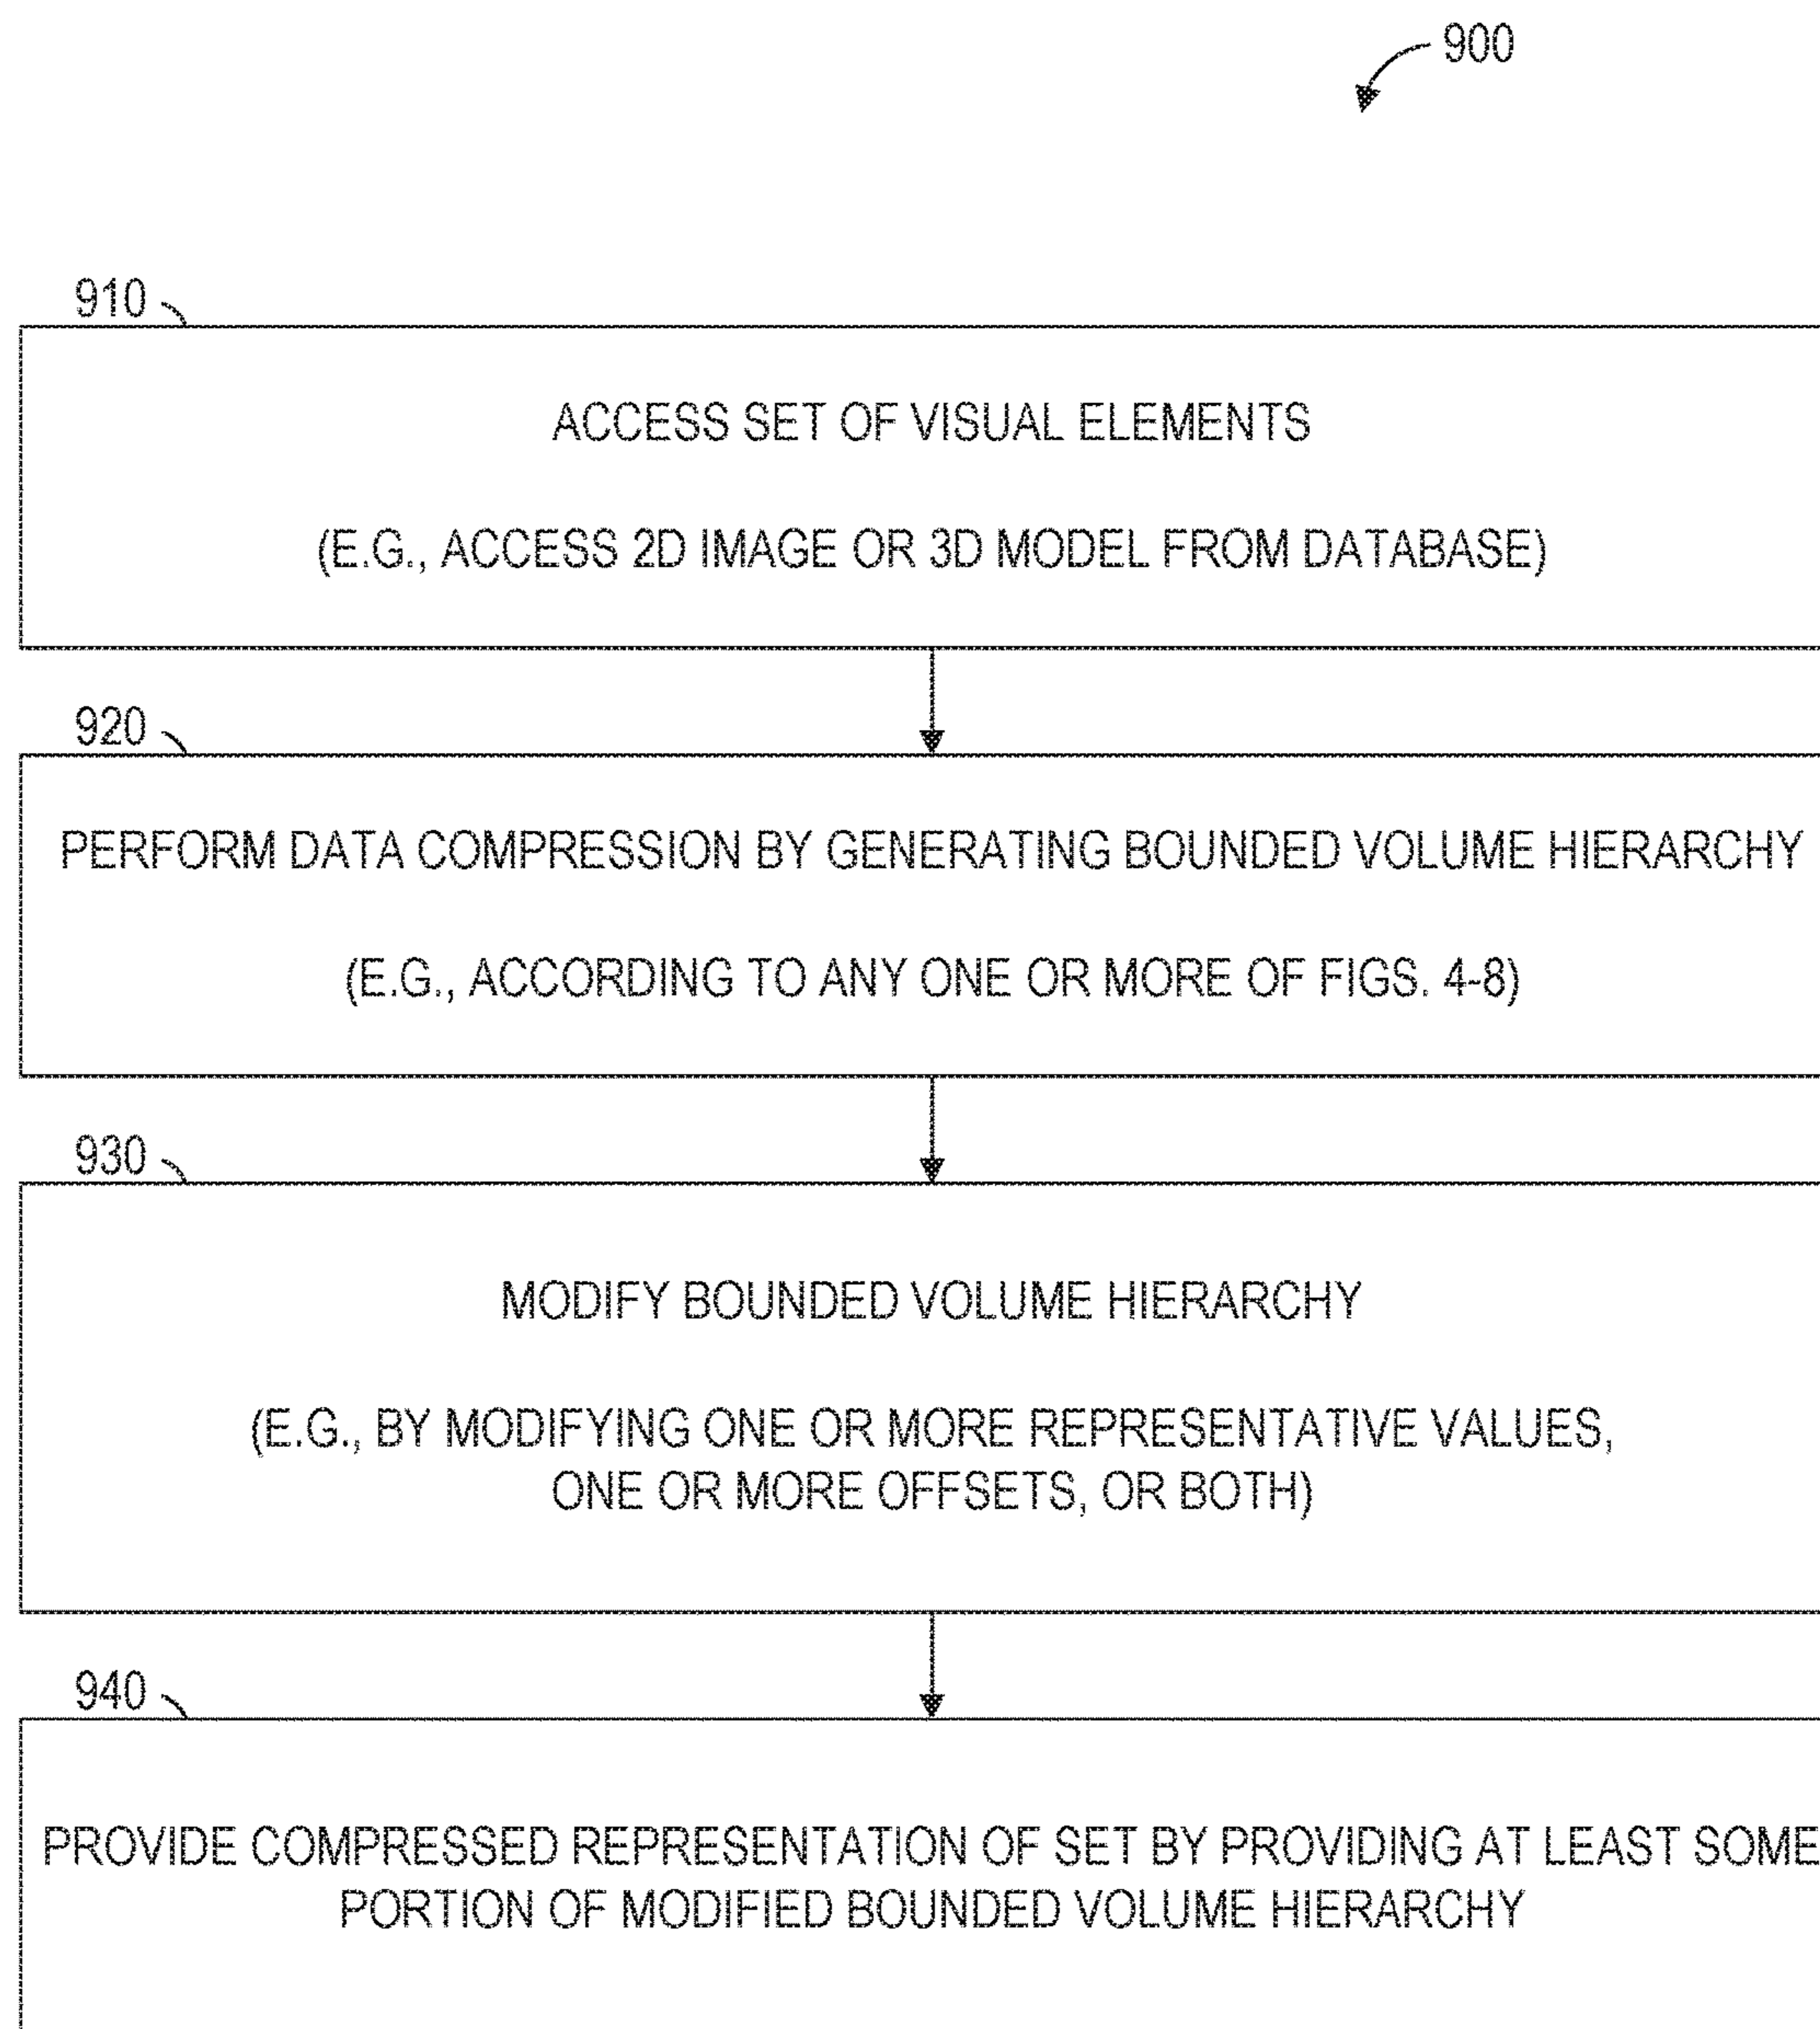 900
910
ACCESS SET OF VISUAL ELEMENTS
(E.G., ACCESS 2D IMAGE OR 3D MODEL FROM DATABASE)
920
PERFORM DATA COMPRESSION BY GENERATING BOUNDED VOLUME HIERARCHY
(E.G., ACCORDING TO ANY ONE OR MORE OF FIGS. 4-8)
930
MODIFY BOUNDED VOLUME HIERARCHY
(E.G., BY MODIFYING ONE OR MORE REPRESENTATIVE VALUES,
ONE OR MORE OFFSETS, OR BOTH)
940
PROVIDE COMPRESSED REPRESENTATION OF SET BY PROVIDING AT LEAST SOME
PORTION OF MODIFIED BOUNDED VOLUME HIERARCHY